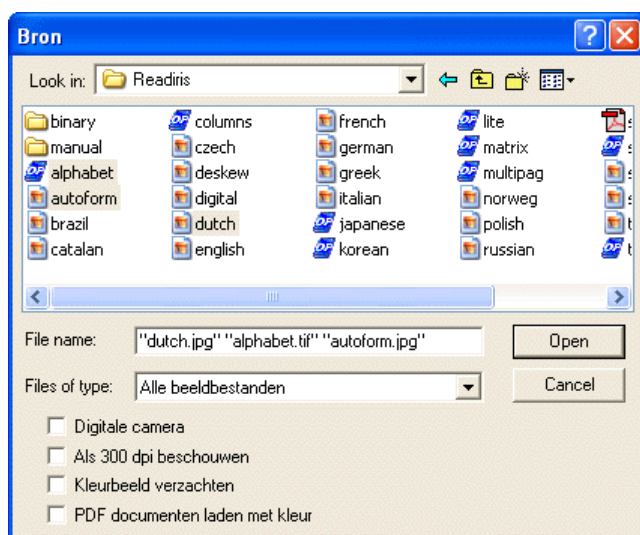 Bron
Look in: Readiris
binary columns french lite
manual czech german matrix
alphabet deskew greek multipag
autoform digital italian norweg
brazil dutch japanese polish
catalan english korean russian
File name: "dutch.jpg" "alphabet.tif" "autoform.jpg" Open
Files of type: Alle beeldbestanden Cancel
Digitale camera
Als 300 dpi beschouwen
Kleurbeeld verzachten
PDF documenten laden met kleur